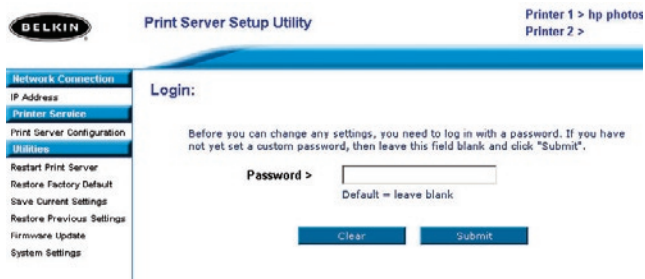 BELKIN
Print Server Setup Utility
Printer 1 > hp photos
Printer 2 >
Network Connection
IP Address
Printer Service
Print Server Configuration
Utilities
Restart Print Server
Restore Factory Default
Save Current Settings
Restore Previous Settings
Firmware Update
System Settings
Login:
Before you can change any settings, you need to log in with a password. If you have
not yet set a custom password, then leave this field blank and click "Submit".
Password >
Default = leave blank
Clear
Submit